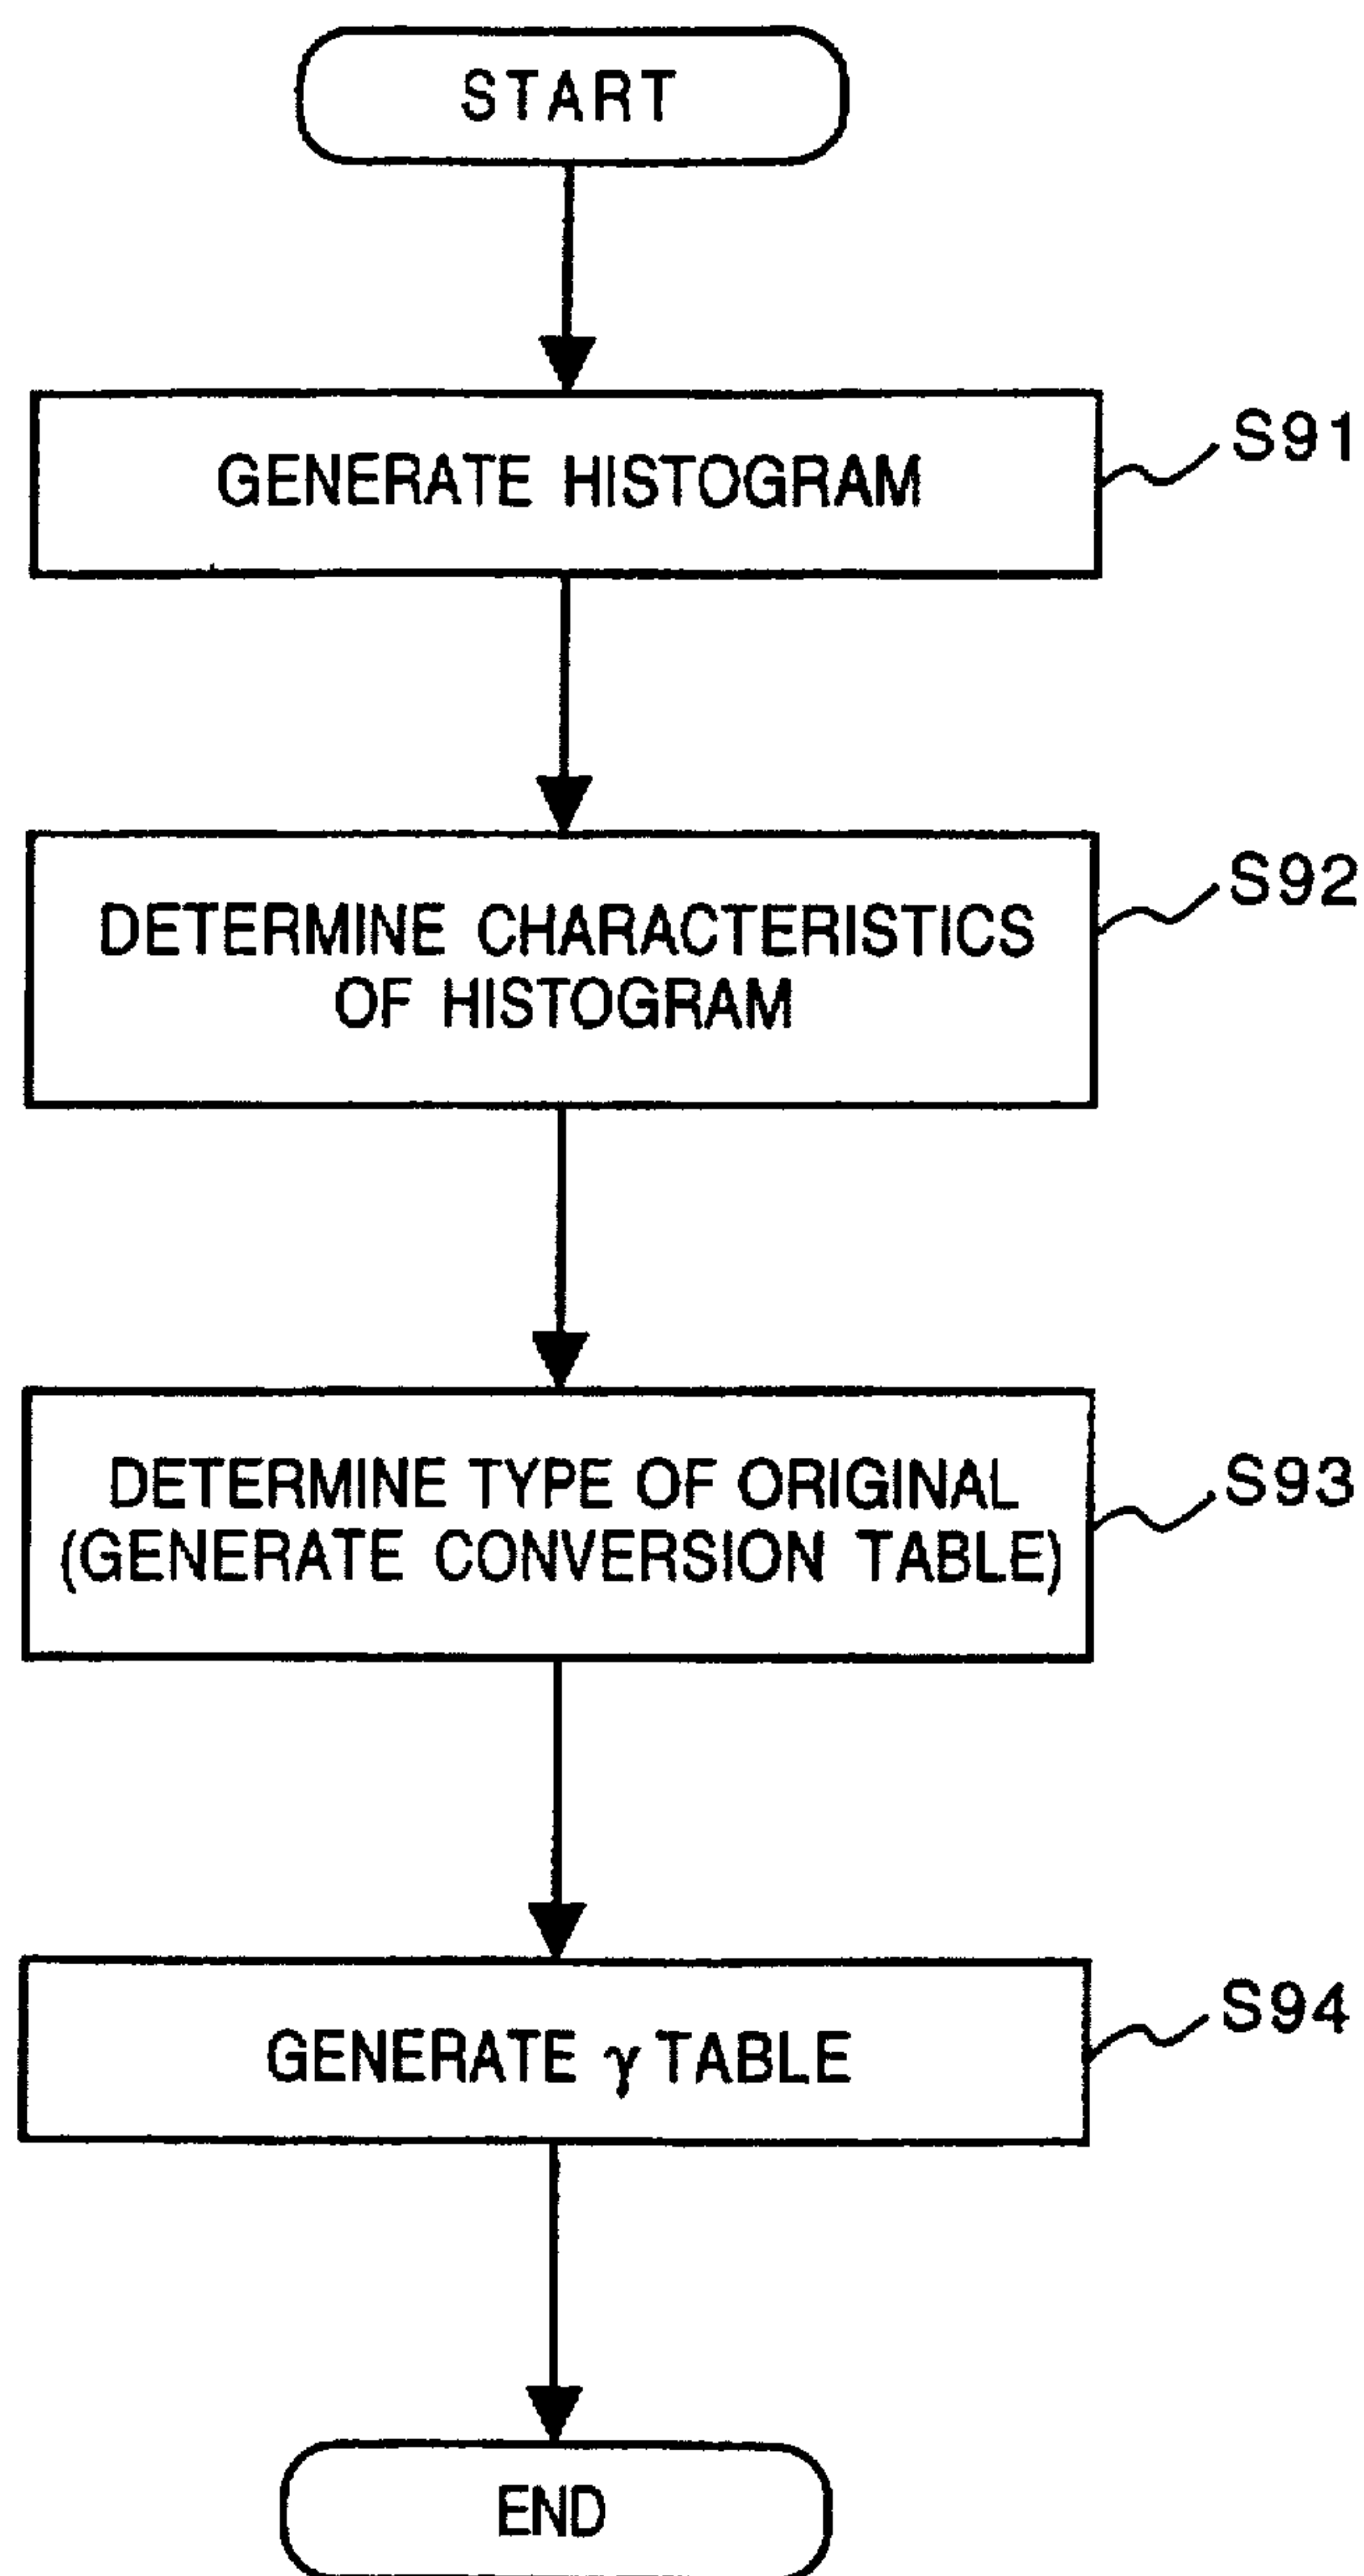 START
GENERATE HISTOGRAM
S91
DETERMINE CHARACTERISTICS
OF HISTOGRAM
S92
DETERMINE TYPE OF ORIGINAL
(GENERATE CONVERSION TABLE)
S93
GENERATE γ TABLE
S94
END